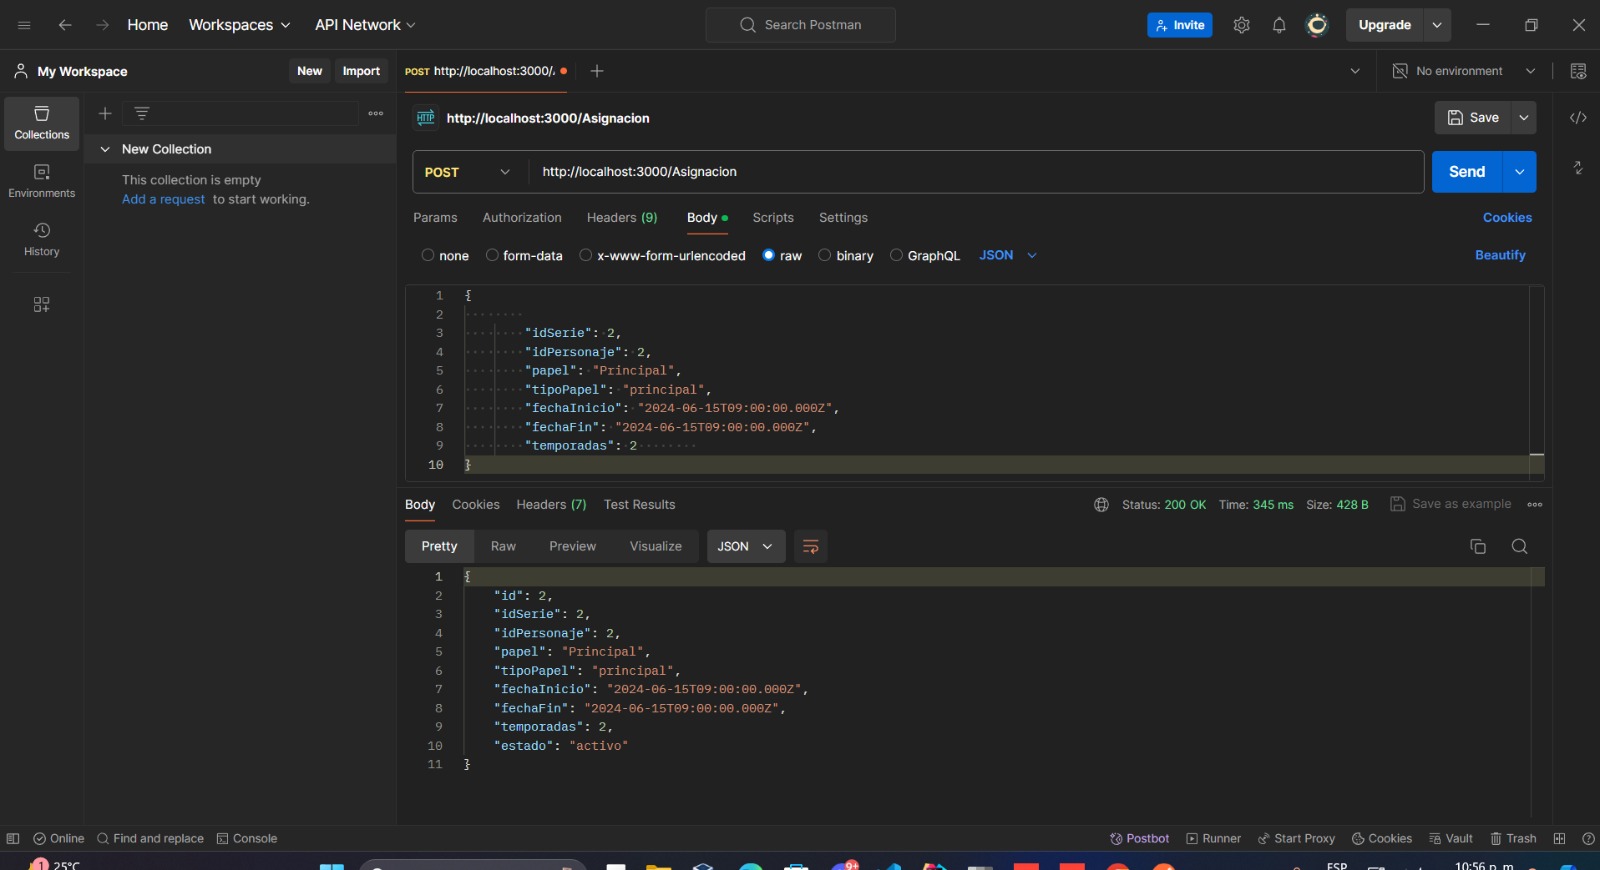 Home
Workspaces
API Network
Search Postman
Invite
Upgrade
My Workspace
New
Import
POST http://localhost:3000/.
No environment
Collections
Environments
History
New Collection
This collection is empty
Add a request to start working.
HTTP http://localhost:3000/Asignacion
Save
POST
http://localhost:3000/Asignacion
Send
Params
Authorization
Headers (9)
Body
Scripts
Settings
Cookies
none
form-data
x-www-form-urlencoded
raw
binary
GraphQL
JSON
Beautify
1 {
2
3 "idSerie": 2,
4 "idPersonaje": 2,
5 "papel": "Principal",
6 "tipoPapel": "principal",
7 "fechaInicio": "2024-06-15T09:00:00.000Z",
8 "fechaFin": "2024-06-15T09:00:00.000Z",
9 "temporadas": 2
10 }
Body
Cookies
Headers (7)
Test Results
Status: 200 OK
Time: 345 ms
Size: 428 B
Save as example
Pretty
Raw
Preview
Visualize
JSON
1 {
2 "id": 2,
3 "idSerie": 2,
4 "idPersonaje": 2,
5 "papel": "Principal",
6 "tipoPapel": "principal",
7 "fechaInicio": "2024-06-15T09:00:00.000Z",
8 "fechaFin": "2024-06-15T09:00:00.000Z",
9 "temporadas": 2,
10 "estado": "activo"
11 }
Online
Find and replace
Console
Postbot
Runner
Start Proxy
Cookies
Vault
Trash
1
25°C
9+
ESP
10:56 p. m.